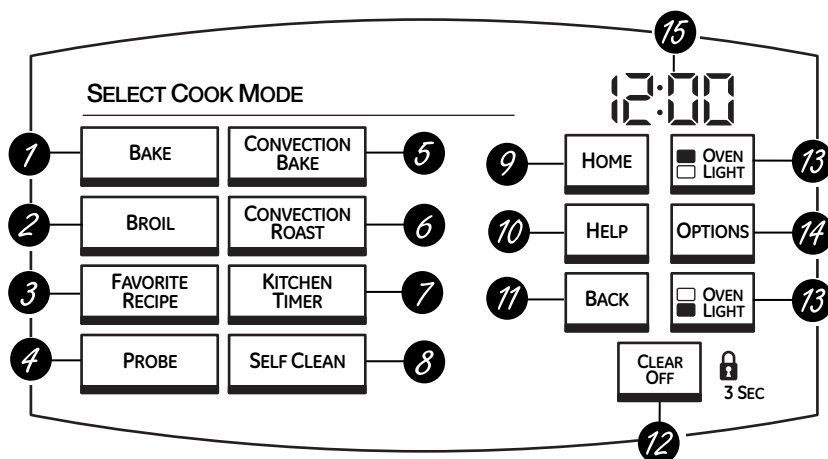 15
SELECT COOK MODE
12:00
1
BAKE
CONVECTION
BAKE
5
9
HOME
OVEN
LIGHT
13
2
BROIL
CONVECTION
ROAST
6
10
HELP
OPTIONS
14
3
FAVORITE
RECIPE
KITCHEN
TIMER
7
11
BACK
OVEN
LIGHT
13
4
PROBE
SELF CLEAN
8
CLEAR
OFF
3 SEC
12